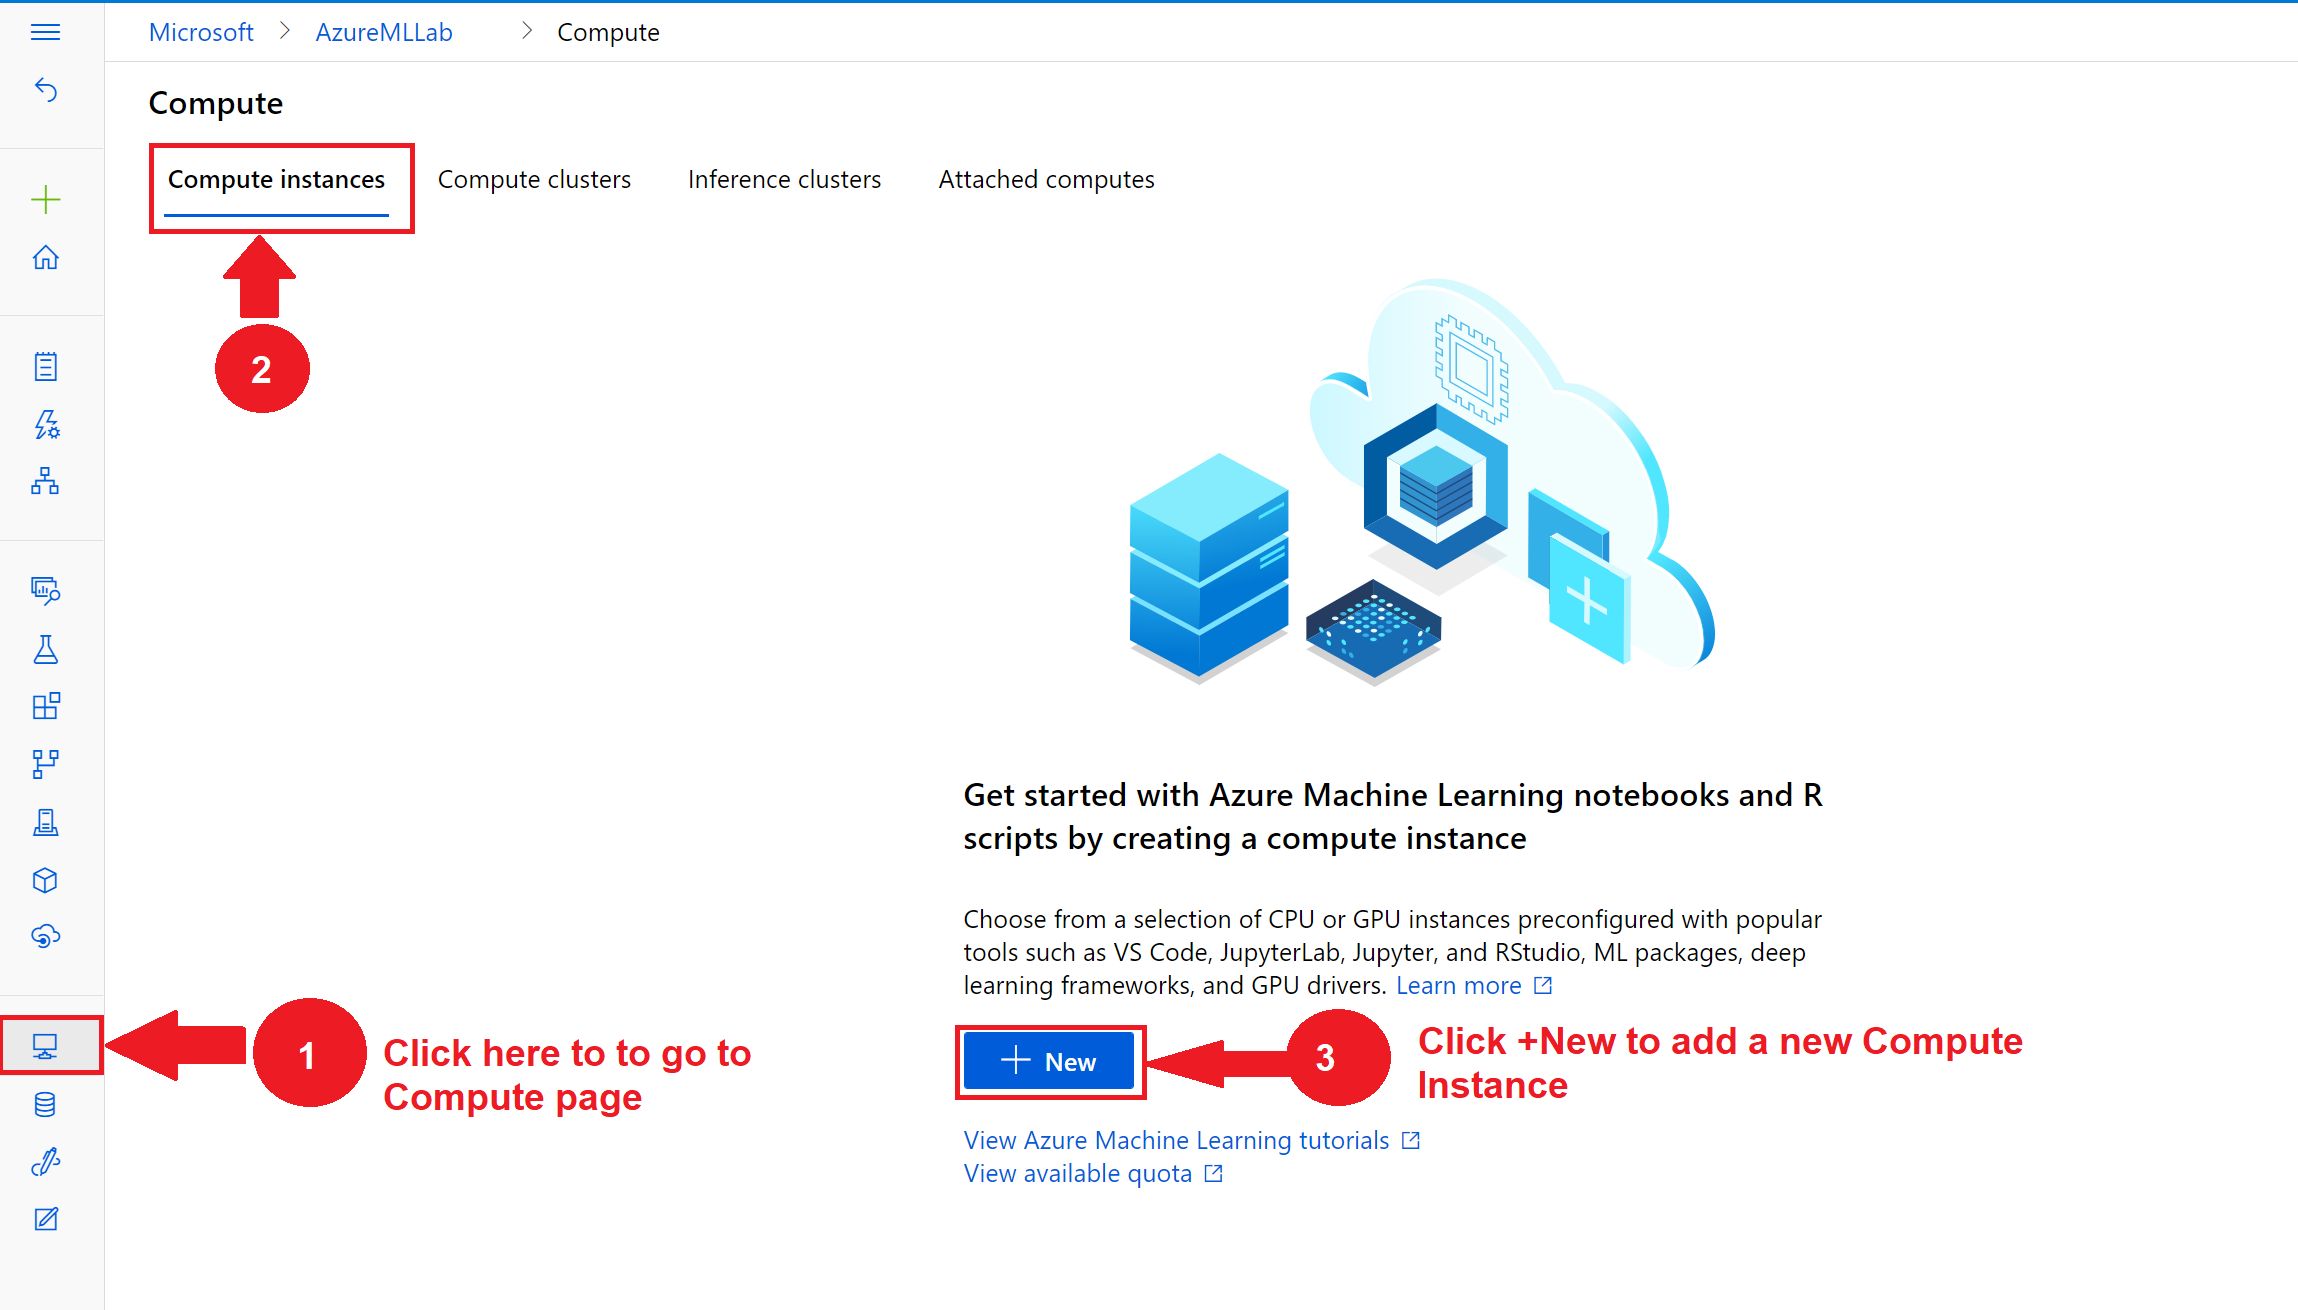 Microsoft > AzureMLLab > Compute
Compute
Compute instances Compute clusters Inference clusters Attached computes
2
Get started with Azure Machine Learning notebooks and R
scripts by creating a compute instance
Choose from a selection of CPU or GPU instances preconfigured with popular
tools such as VS Code, JupyterLab, Jupyter, and RStudio, ML packages, deep
learning frameworks, and GPU drivers. Learn more
1
Click here to to go to
Compute page
+ New
3
Click +New to add a new Compute
Instance
View Azure Machine Learning tutorials
View available quota